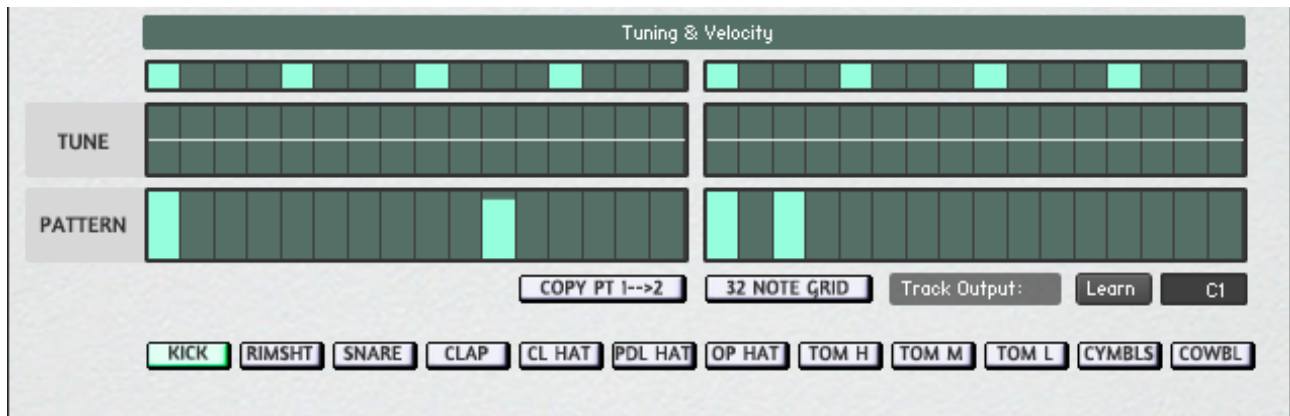 Tuning & Velocity
TUNE
PATTERN
COPY PT 1-->2 32 NOTE GRID Track Output: Learn C1
KICK RIMSHT SNARE CLAP CL HAT PDL HAT OP HAT TOM H TOM M TOM L CYMBLS COWBL